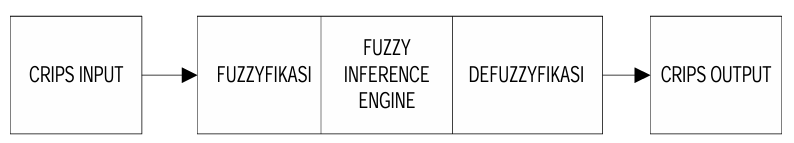 CRIPS INPUT
FUZZYFIKASI
FUZZY
INFERENCE
ENGINE
DEFUZZYFIKASI
CRIPS OUTPUT